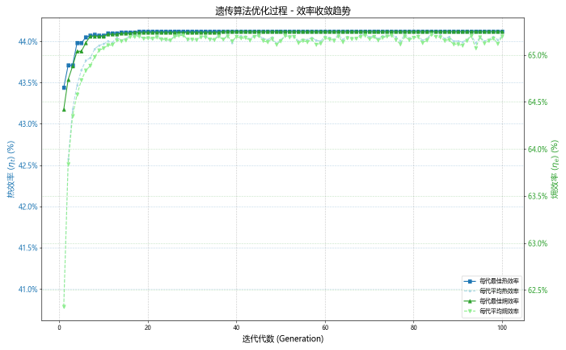 遗传算法优化过程 - 效率收敛趋势
44.0%
43.5%
43.0%
42.5%
42.0%
41.5%
41.0%
热效率 (ηₜ) (%)
65.0%
64.5%
64.0%
63.5%
63.0%
62.5%
㶲效率 (ηₑ) (%)
0 20 40 60 80 100
迭代代数 (Generation)
每代最佳热效率
每代平均热效率
每代最佳㶲效率
每代平均㶲效率